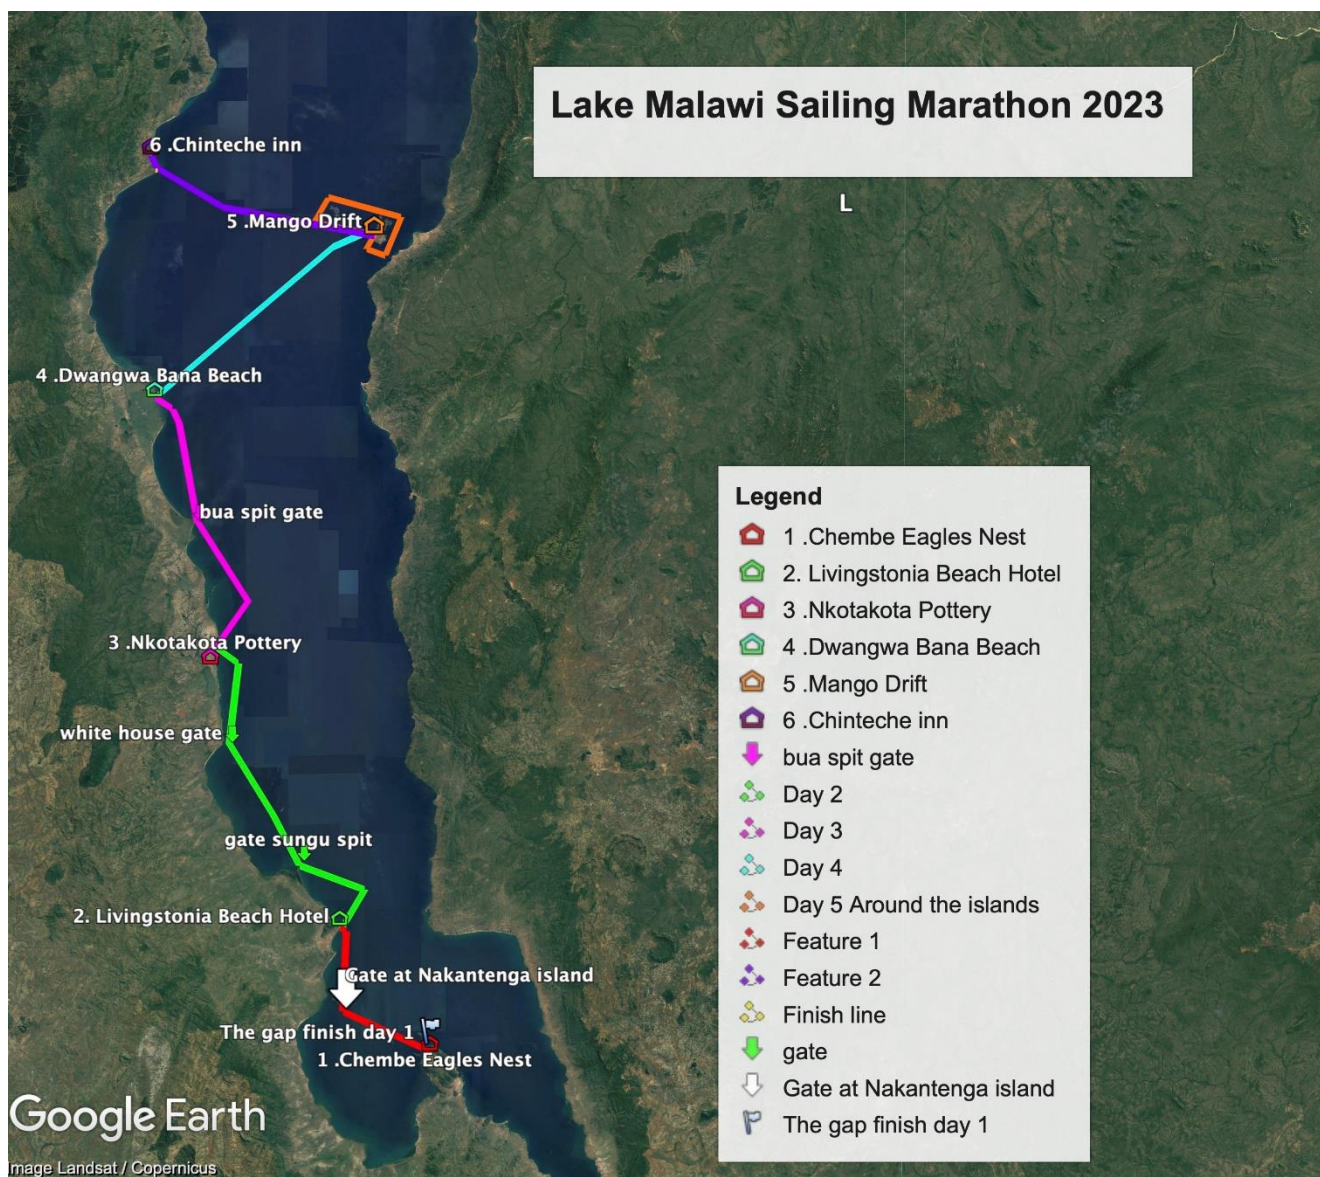 Lake Malawi Sailing Marathon 2023
6 .Chinteche inn
L
5 .Mango Drift
4 .Dwangwa Bana Beach
bua spit gate
3 .Nkotakota Pottery
white house gate
gate sungu spit
2. Livingstonia Beach Hotel
Gate at Nakantenga island
The gap finish day 1
1 .Chembe Eagles Nest
Legend
1 .Chembe Eagles Nest
2. Livingstonia Beach Hotel
3 .Nkotakota Pottery
4 .Dwangwa Bana Beach
5 .Mango Drift
6 .Chinteche inn
bua spit gate
Day 2
Day 3
Day 4
Day 5 Around the islands
Feature 1
Feature 2
Finish line
gate
Gate at Nakantenga island
The gap finish day 1
Google Earth
Image Landsat / Copernicus